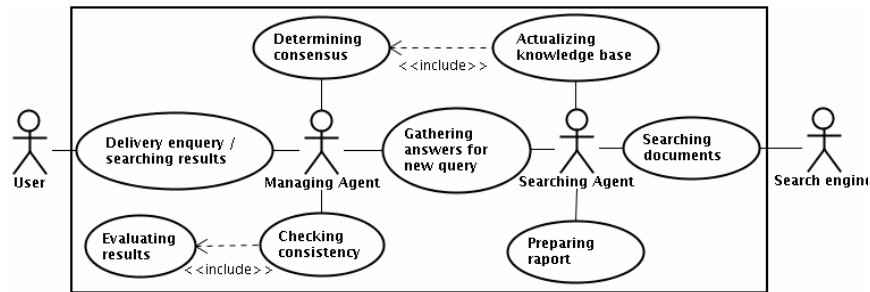 Determining
consensus
Actualizing
knowledge base
<<include>>
Delivery enquery /
searching results
Gathering
answers for
new query
Searching
documents
User
Managing Agent
Searching Agent
Search engine
Evaluating
results
Checking
consistency
<<include>>
Preparing
raport